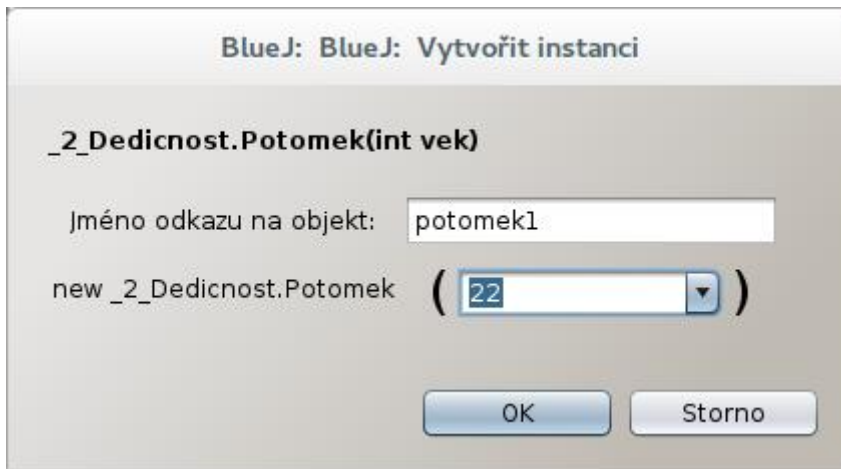 BlueJ: BlueJ: Vytvořit instanci
_2_Dedicnost.Potomek(int vek)
Jméno odkazu na objekt: potomek1
new _2_Dedicnost.Potomek ( 22 )
OK Storno